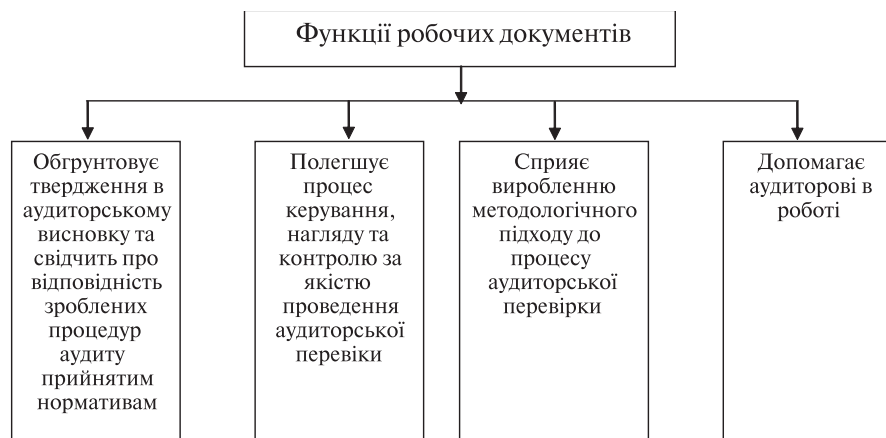 Функції робочих документів
Обгрунтовує
твердження в
аудиторському
висновку та
свідчить про
відповідність
зроблених
процедур
аудиту
прийнятим
нормативам
Полегшує
процес
керування,
нагляду та
контролю за
якістю
проведення
аудиторської
перевіки
Сприяє
виробленню
методологічного
підходу до
процесу
аудиторської
перевірки
Допомагає
аудиторові в
роботі